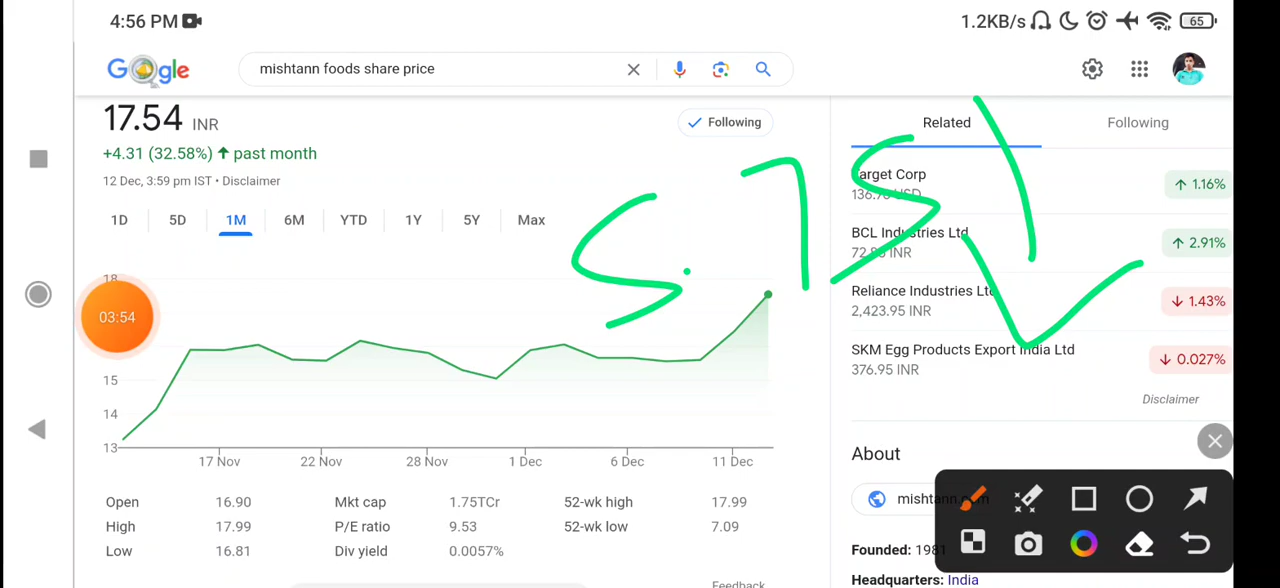 4:56 PM
1.2KB/s
65
Google
mishtann foods share price
17.54 INR
Following
+4.31 (32.58%) ↑ past month
12 Dec, 3:59 pm IST • Disclaimer
1D 5D 1M 6M YTD 1Y 5Y Max
18
15
14
13
17 Nov 22 Nov 28 Nov 1 Dec 6 Dec 11 Dec
03:54
Open 16.90 Mkt cap 1.75TCr 52-wk high 17.99
High 17.99 P/E ratio 9.53 52-wk low 7.09
Low 16.81 Div yield 0.0057%
Feedback
Related Following
Target Corp ↑ 1.16%
USD
BCL Industries Ltd ↑ 2.91%
INR
Reliance Industries Ltd ↓ 1.43%
2,423.95 INR
SKM Egg Products Export India Ltd ↓ 0.027%
376.95 INR
Disclaimer
About
Founded:
Headquarters: India